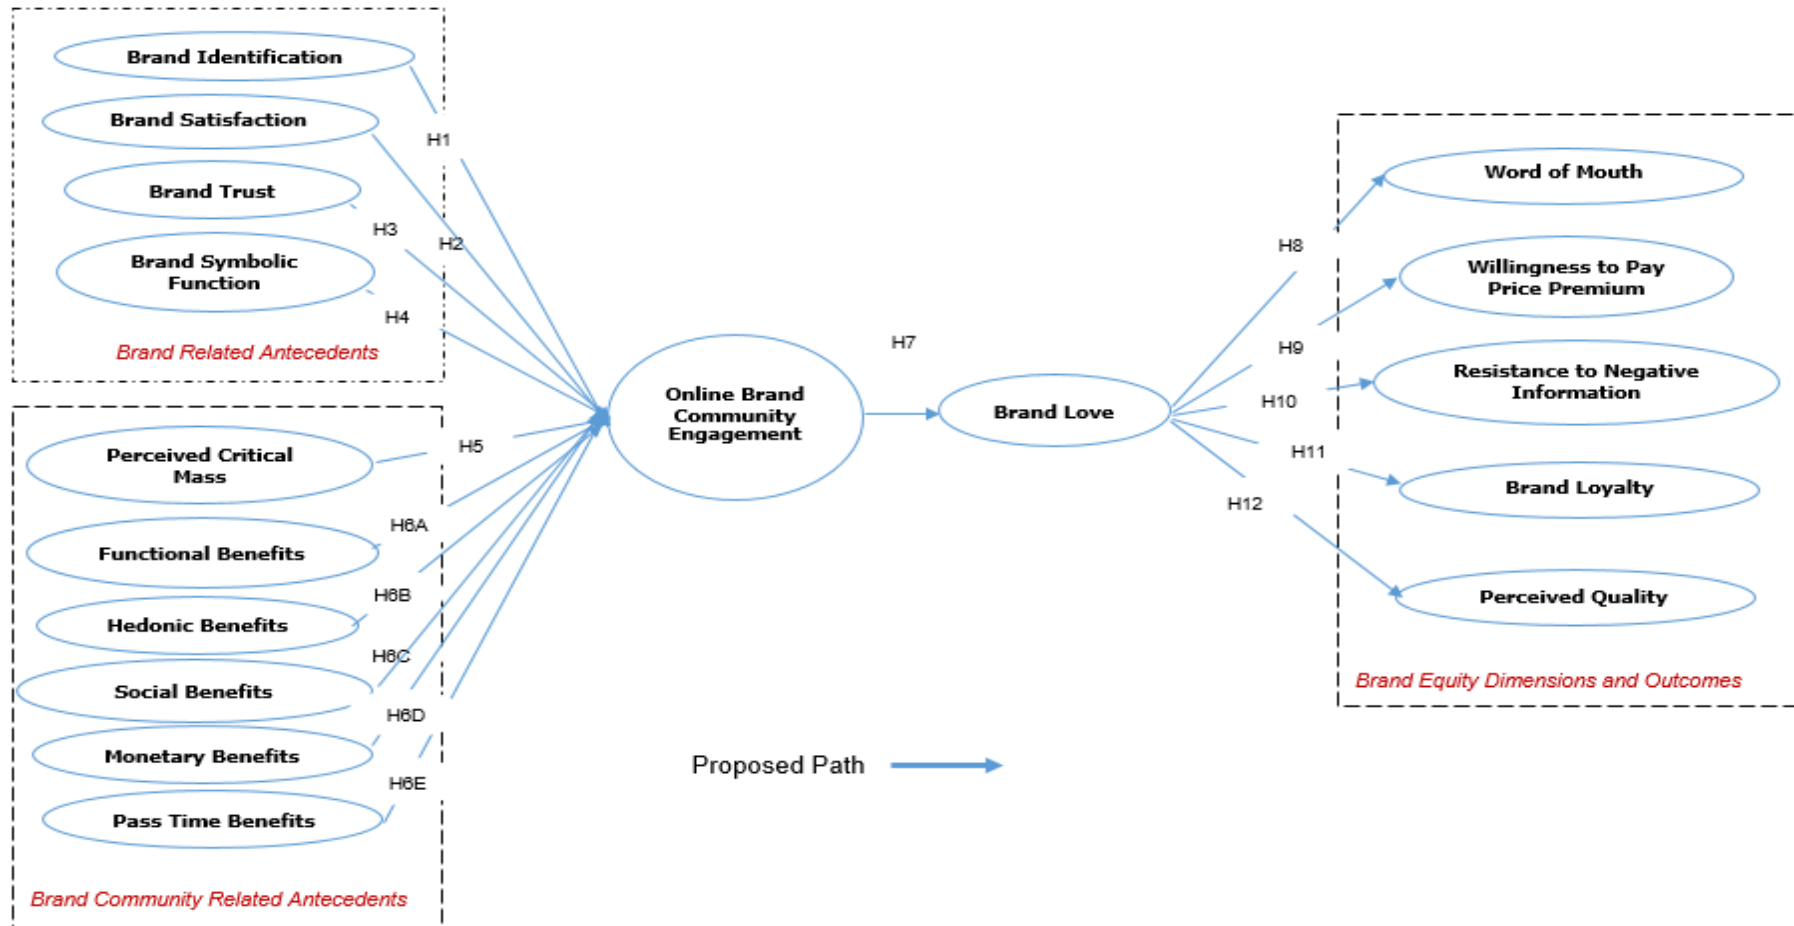 Brand Identification
Brand Satisfaction
Brand Trust
Brand Symbolic
Function
Brand Related Antecedents
H1
H2
H3
H4
Perceived Critical
Mass
Functional Benefits
Hedonic Benefits
Social Benefits
Monetary Benefits
Pass Time Benefits
Brand Community Related Antecedents
H5
H6A
H6B
H6C
H6D
H6E
Online Brand
Community
Engagement
H7
Brand Love
H8
H9
H10
H11
H12
Word of Mouth
Willingness to Pay
Price Premium
Resistance to Negative
Information
Brand Loyalty
Perceived Quality
Brand Equity Dimensions and Outcomes
Proposed Path